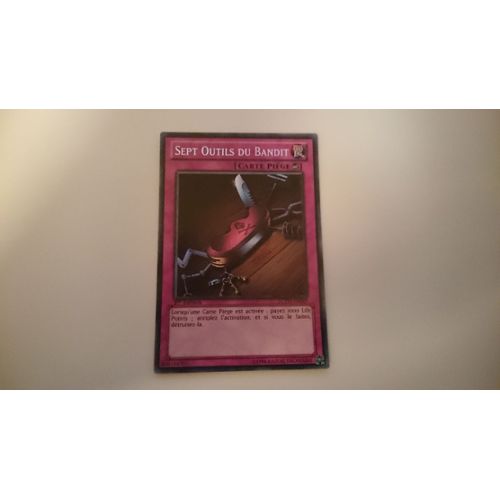 SEPT OUTILS DU BANDIT
CARTE PIÈGE
Lorsqu'une Carte Piège est activée : payez 1000 Life
Points ; annulez l'activation, et si vous le faites,
détruisez-la.